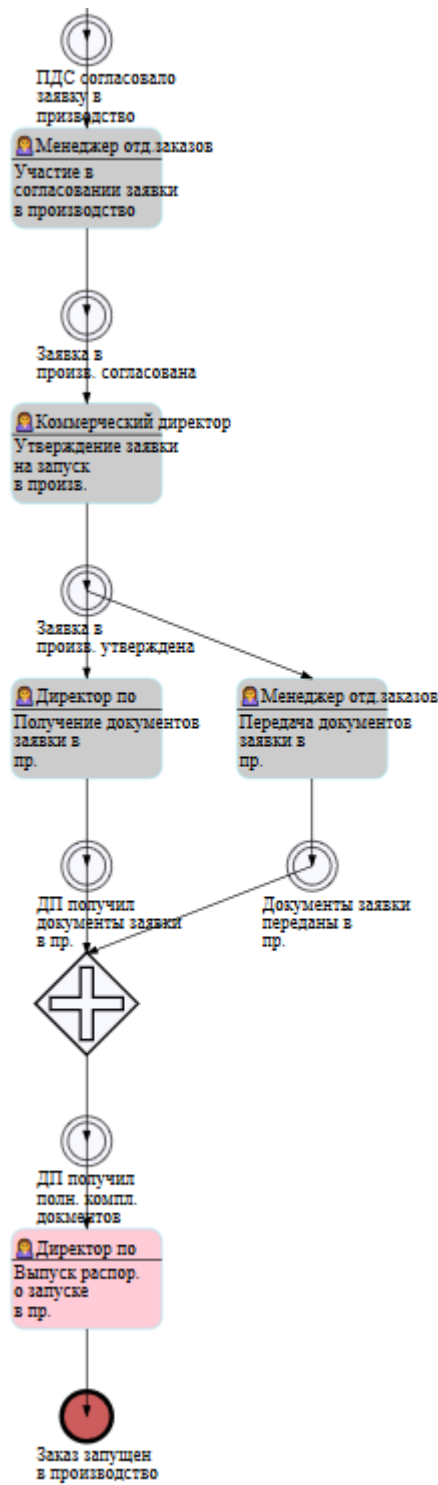 ПДС согласовало
заявку в
призводство
Менеджер отд.заказов
Участие в
согласовании заявки
в производство
Заявка в
произв. согласована
Коммерческий директор
Утверждение заявки
на запуск
в произв.
Заявка в
произв. утверждена
Директор по
Получение документов
заявки в
пр.
Менеджер отд.заказов
Передача документов
заявки в
пр.
ДП получил
документы заявки
в пр.
Документы заявки
переданы в
пр.
ДП получил
полн. компл.
докментов
Директор по
Выпуск распор.
о запуске
в пр.
Заказ запущен
в производство